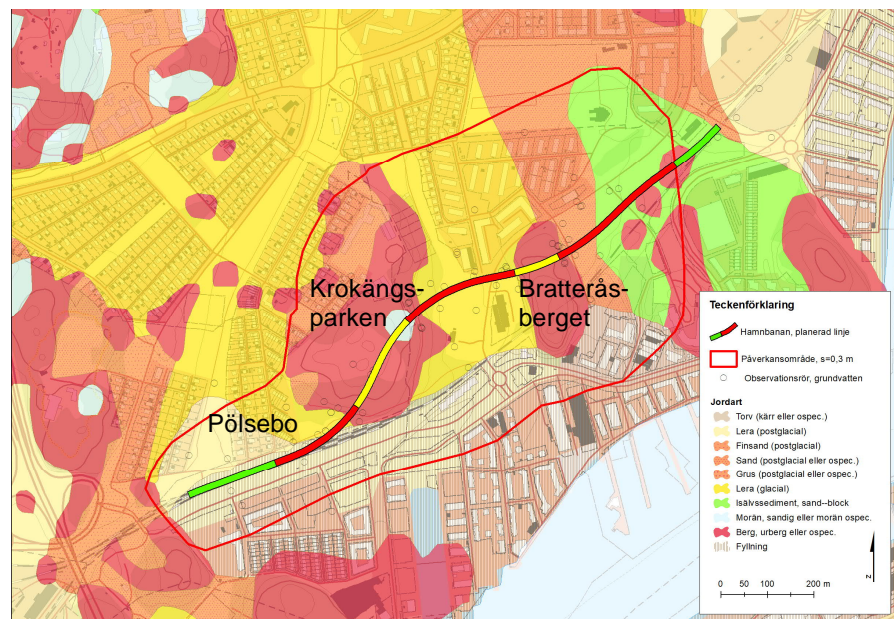 Krokängs-
parken
Bratterås-
berget
Pölsebo
Teckenförklaring
Hamnbanan, planerad linje
Påverkansområde, s=0,3 m
Observationsrör, grundvatten
Jordart
Torv (kärr eller ospec.)
Lera (postglacial)
Finsand (postglacial)
Sand (postglacial eller ospec.)
Grus (postglacial eller ospec.)
Lera (glacial)
Isälvssediment, sand--block
Morän, sandig eller morän ospec.
Berg, urberg eller ospec.
Fyllning
0 50 100 200 m
N